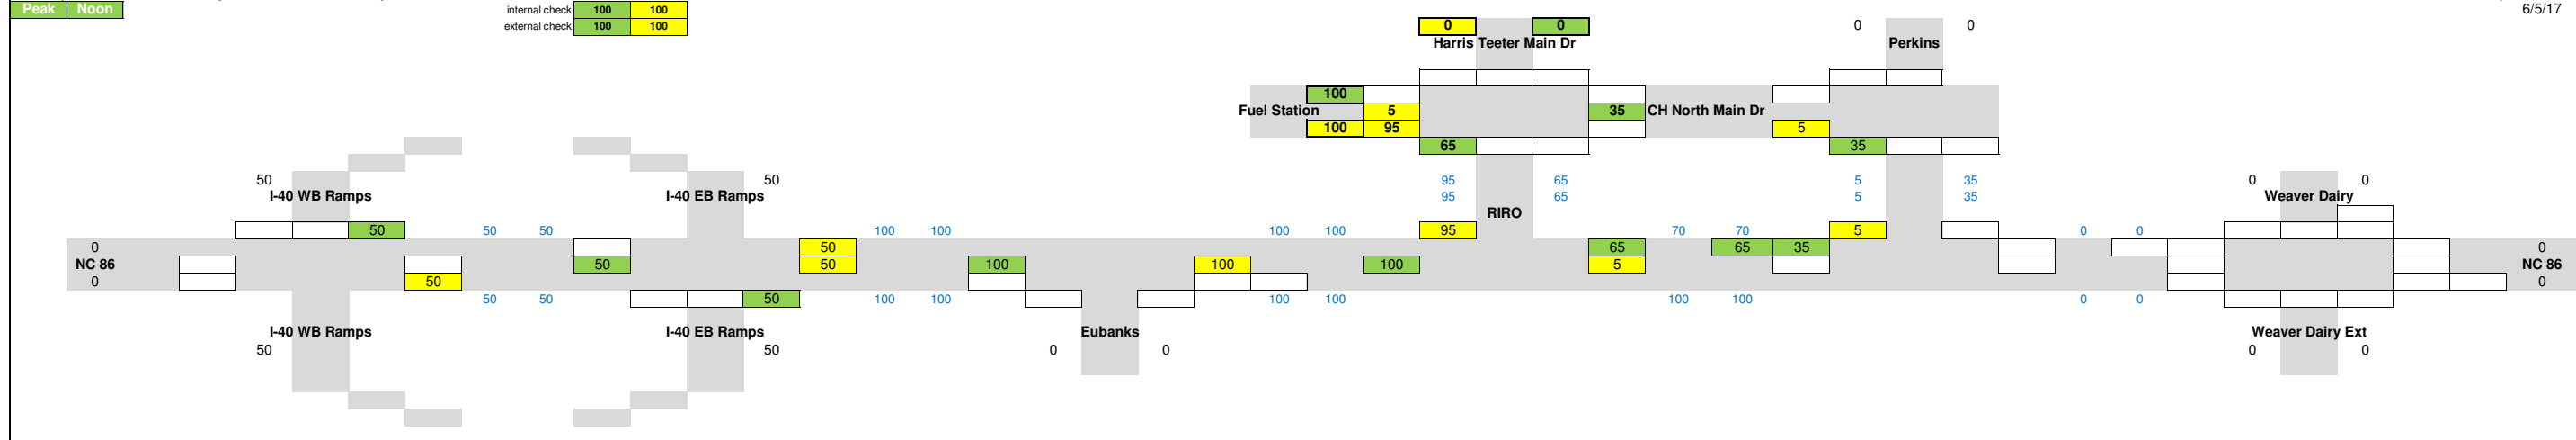 Peak Noon
internal check 100 100
6/5/17
external check 100 100
0 0 0 0
Harris Teeter Main Dr Perkins
100
Fuel Station 5 35 CH North Main Dr
100 95 5
65 35
50 50 95 65 5 35 0 0
I-40 WB Ramps I-40 EB Ramps 95 65 5 35 Weaver Dairy
RIRO
50 50 50 100 100 100 100 95 70 70 5 0 0
0 50 65 65 35 0
NC 86 50 50 100 100 100 5 NC 86
0 50 0
50 50 50 100 100 100 100 100 100 0 0
I-40 WB Ramps I-40 EB Ramps Eubanks Weaver Dairy Ext
50 50 0 0 0 0